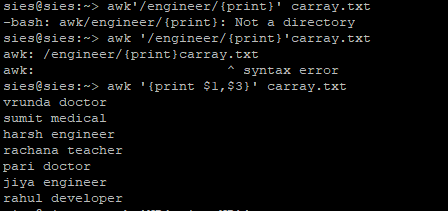 sies@sies:~> awk'/engineer/{print}' carray.txt
-bash: awk/engineer/{print}: Not a directory
sies@sies:~> awk '/engineer/{print}'carray.txt
awk: /engineer/{print}carray.txt
awk:                          ^ syntax error
sies@sies:~> awk '{print $1,$3}' carray.txt
vrunda doctor
sumit medical
harsh engineer
rachana teacher
pari doctor
jiya engineer
rahul developer